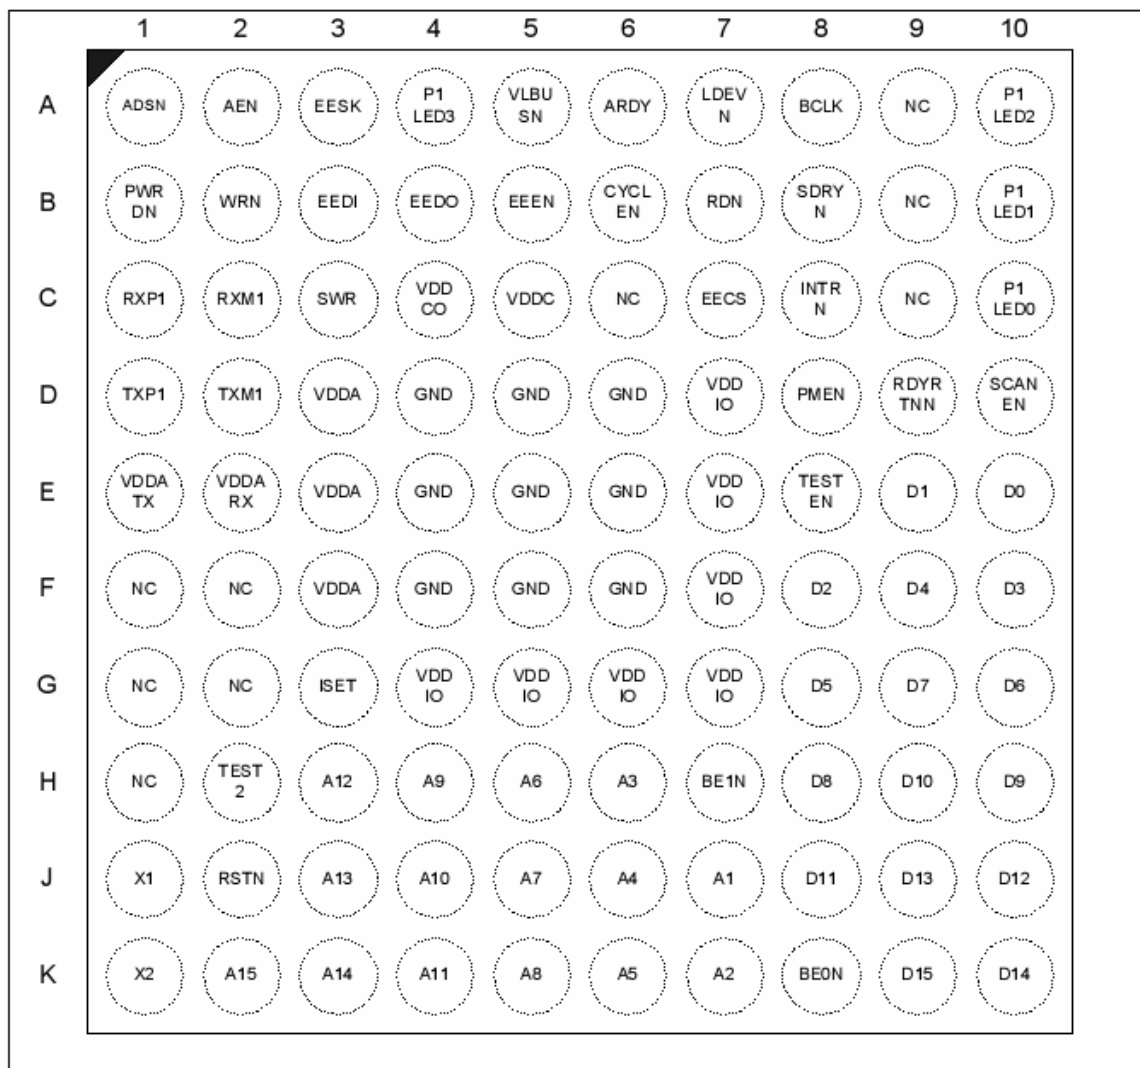 1 2 3 4 5 6 7 8 9 10
A ADSN AEN EESK P1 LED3 VLBU SN ARDY LDEV N BCLK NC P1 LED2
B PWR DN WRN EEDI EEDO EEEN CYCL EN RDN SDRY N NC P1 LED1
C RXP1 RXM1 SWR VDD CO VDDC NC EECS INTR N NC P1 LED0
D TXP1 TXM1 VDDA GND GND GND VDD IO PMEN RDYR TNN SCAN EN
E VDDA TX VDDA RX VDDA GND GND GND VDD IO TEST EN D1 D0
F NC NC VDDA GND GND GND VDD IO D2 D4 D3
G NC NC ISET VDD IO VDD IO VDD IO VDD IO D5 D7 D6
H NC TEST 2 A12 A9 A6 A3 BE1N D8 D10 D9
J X1 RSTN A13 A10 A7 A4 A1 D11 D13 D12
K X2 A15 A14 A11 A8 A5 A2 BE0N D15 D14